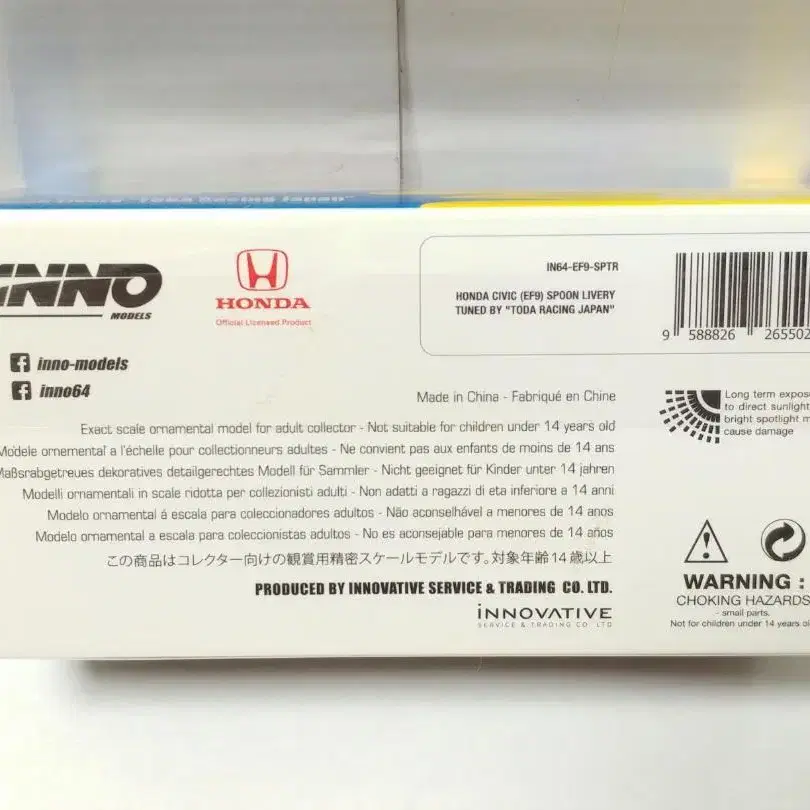 Racing Japan"
INNO
MODELS
HONDA
Official Licensed Product
inno-models
inno64
IN64-EF9-SPTR
HONDA CIVIC (EF9) SPOON LIVERY
TUNED BY "TODA RACING JAPAN"
9 588826 265502
Made in China - Fabriqué en Chine
Long term expos
to direct sunlight
bright spotlight m
cause damage
Exact scale ornamental model for adult collector - Not suitable for children under 14 years old
Modele ornemental a l'échelle pour collectionneurs adultes - Ne convient pas aux enfants de moins de 14 ans
Maßsrabgetreues dekoratives detailgerechtes Modell für Sammler - Nicht geeignet für Kinder unter 14 jahren
Modelli ornamentali in scale ridotta per collezionisti adulti - Non adatti a ragazzi di eta inferiore a 14 anni
Modelo ornamental á escala para coleccionadores adultos - Não aconselhável a menores de 14 anos
Modelo ornamental a escala para coleccionistas adultos - No es aconsejable para menores de 14 años
この商品はコレクター向けの観賞用精密スケールモデルです。対象年齢14歳以上
PRODUCED BY INNOVATIVE SERVICE & TRADING CO. LTD.
INNOVATIVE
SERVICE & TRADING CO LTD
WARNING :
CHOKING HAZARDS
- small parts.
Not for children under 14 years ol